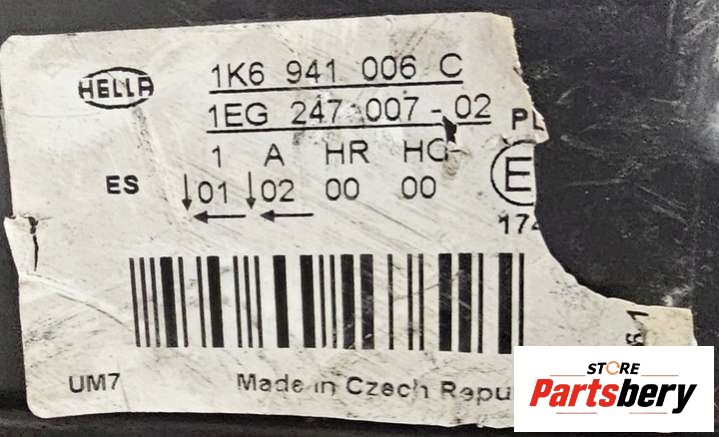 HELLA
1K6 941 006 C
1EG 247 007-02
PL
1 A HR HC
ES ↓01 ↓02 00 00 E
← ←
174
UM7 Made in Czech Repu
STORE
Partsbery